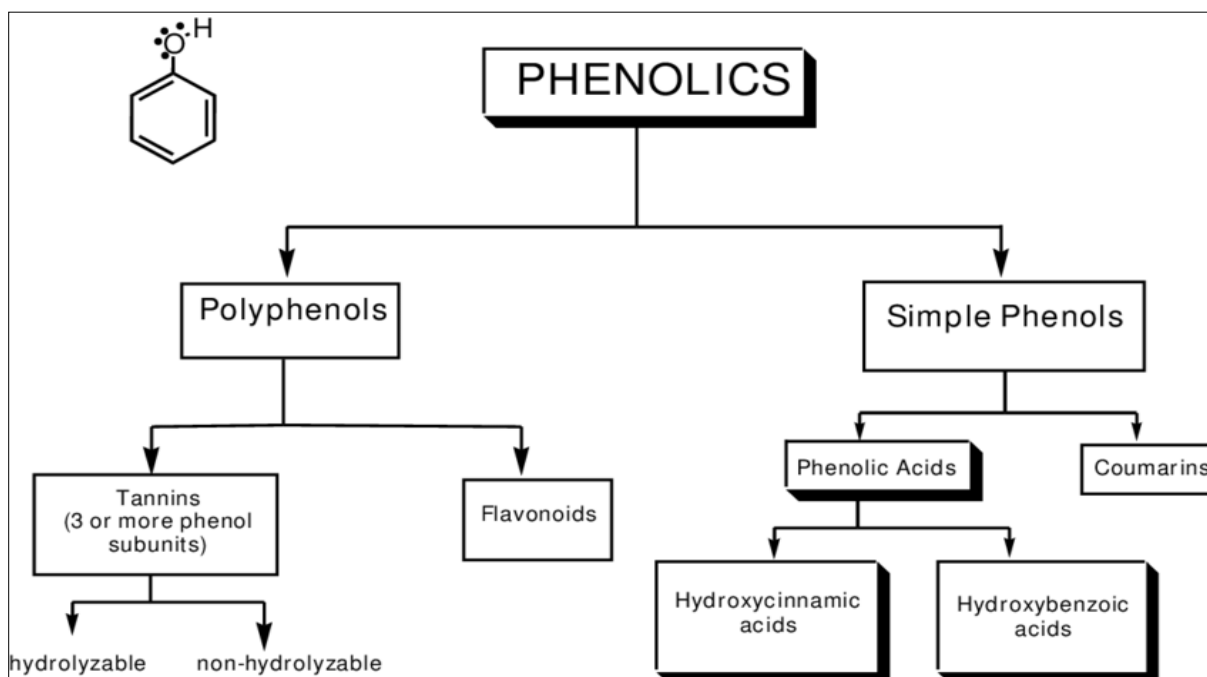 H
O
PHENOLICS
Polyphenols
Simple Phenols
Tannins
(3 or more phenol
subunits)
Flavonoids
Phenolic Acids
Coumarins
Hydroxycinnamic
acids
Hydroxybenzoic
acids
hydrolyzable
non-hydrolyzable